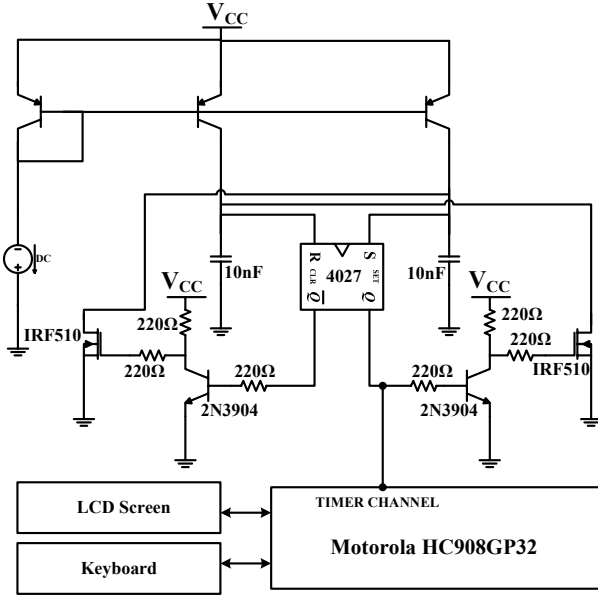 VCC
DC
10nF
R CLR
S SET
4027
Q
Q
10nF
VCC
220Ω
IRF510
220Ω
220Ω
2N3904
VCC
220Ω
220Ω
IRF510
220Ω
2N3904
LCD Screen
Keyboard
TIMER CHANNEL
Motorola HC908GP32